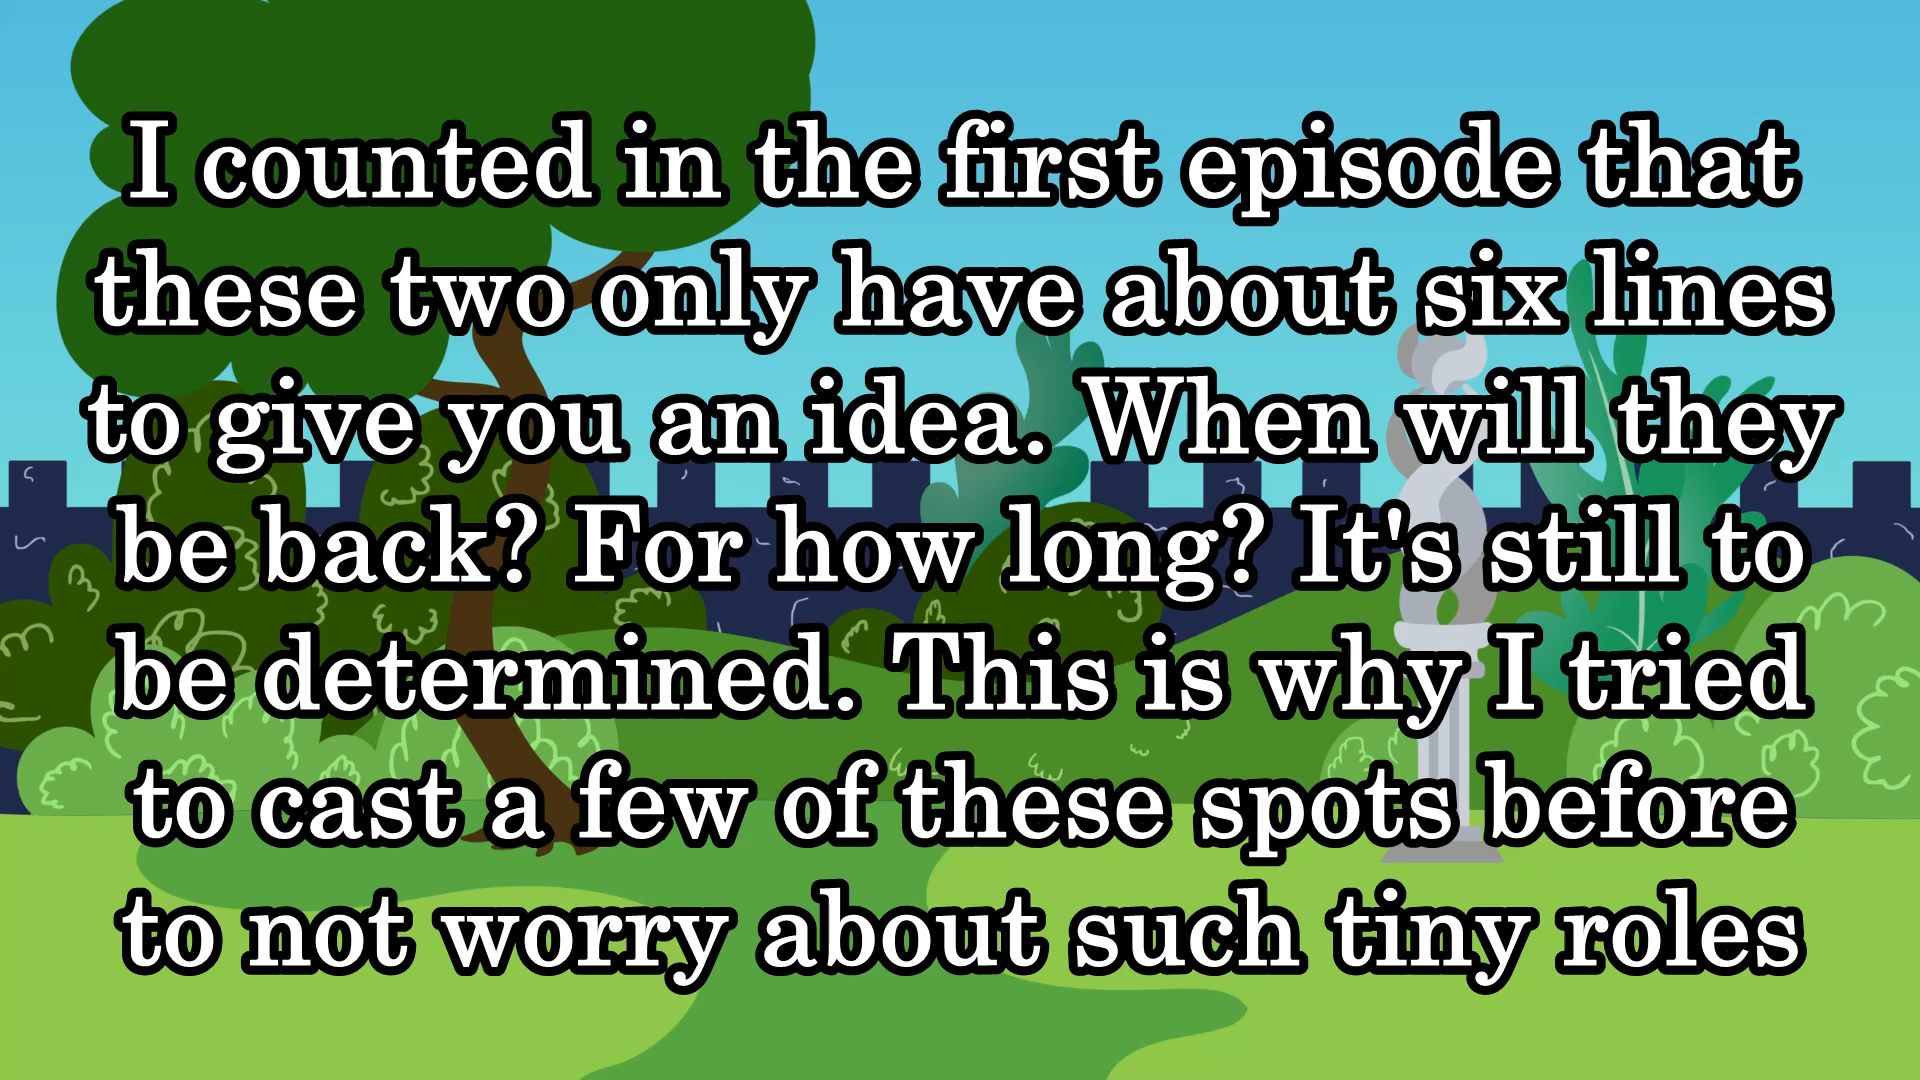 I counted in the first episode that
these two only have about six lines
to give you an idea. When will they
be back? For how long? It's still to
be determined. This is why I tried
to cast a few of these spots before
to not worry about such tiny roles